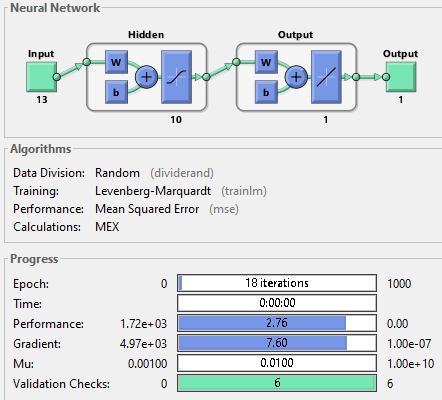 Neural Network
Hidden Output
Input Output
W W
b b
13 10 1 1
Algorithms
Data Division: Random (dividerand)
Training: Levenberg-Marquardt (trainlm)
Performance: Mean Squared Error (mse)
Calculations: MEX
Progress
Epoch: 0 18 iterations 1000
Time: 0:00:00
Performance: 1.72e+03 2.76 0.00
Gradient: 4.97e+03 7.60 1.00e-07
Mu: 0.00100 0.0100 1.00e+10
Validation Checks: 0 6 6